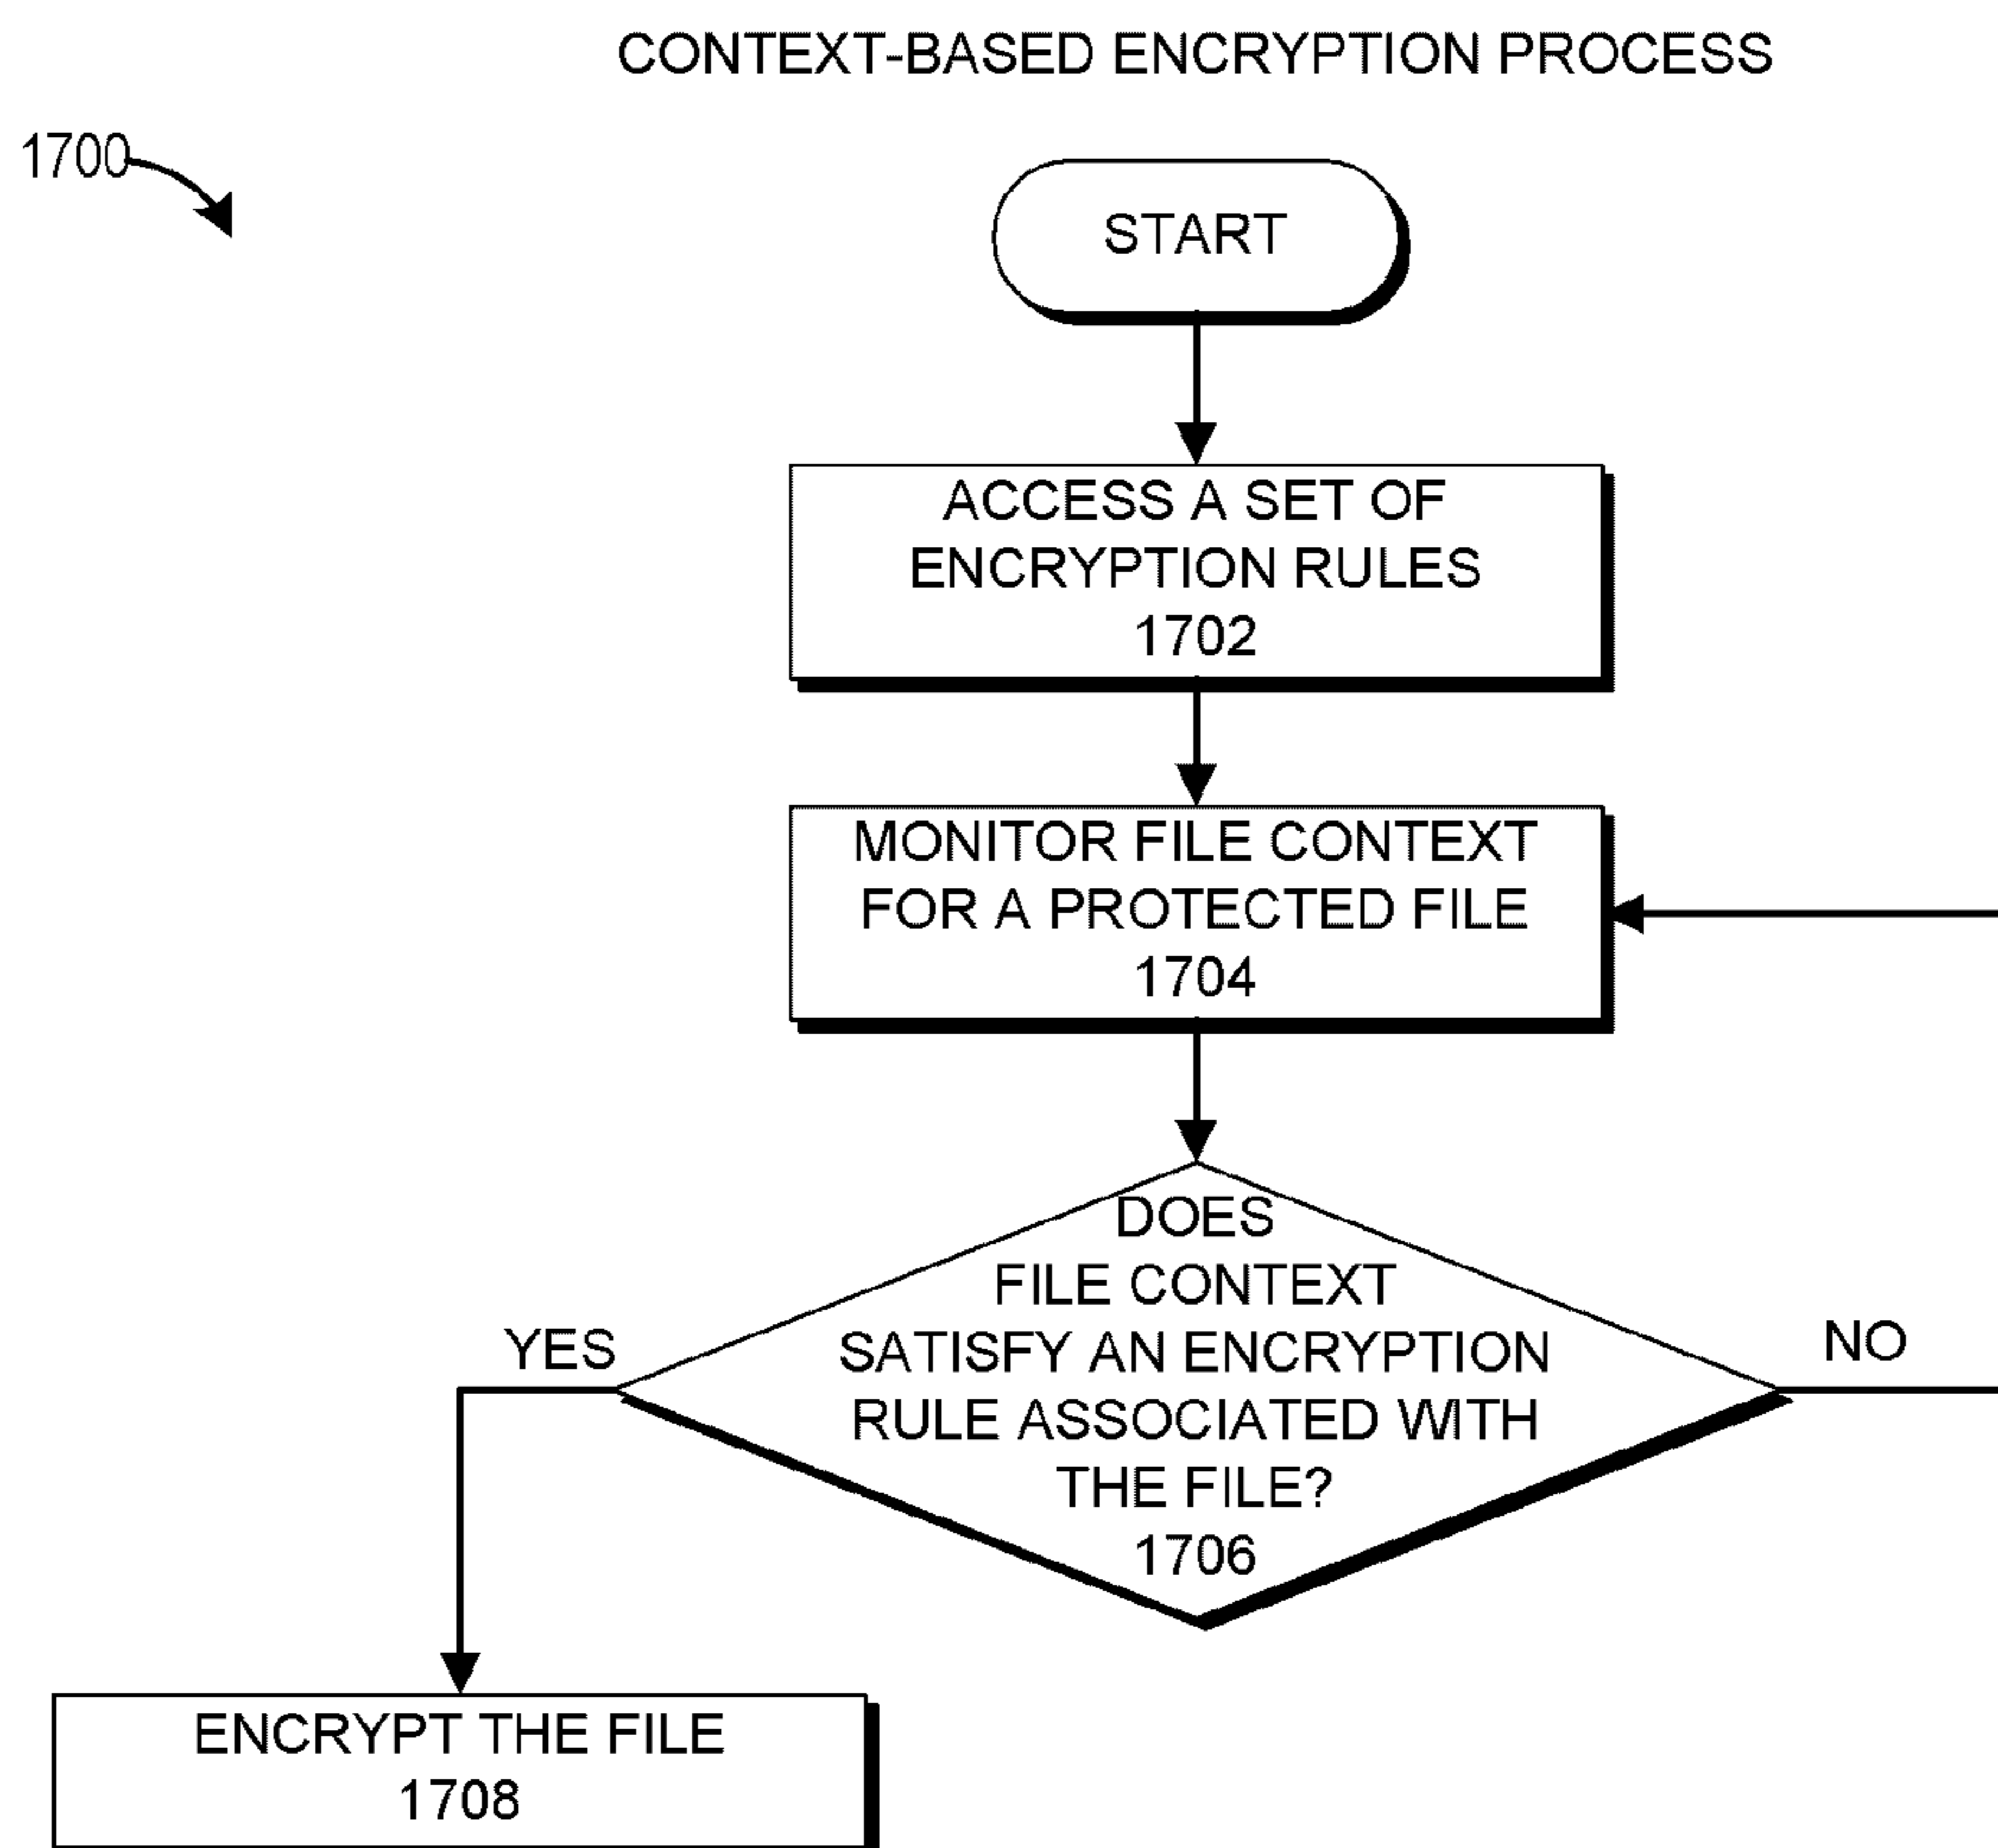 CONTEXT-BASED ENCRYPTION PROCESS
1700
START
ACCESS A SET OF
ENCRYPTION RULES
1702
MONITOR FILE CONTEXT
FOR A PROTECTED FILE
1704
DOES
FILE CONTEXT
SATISFY AN ENCRYPTION
RULE ASSOCIATED WITH
THE FILE?
1706
YES
NO
ENCRYPT THE FILE
1708